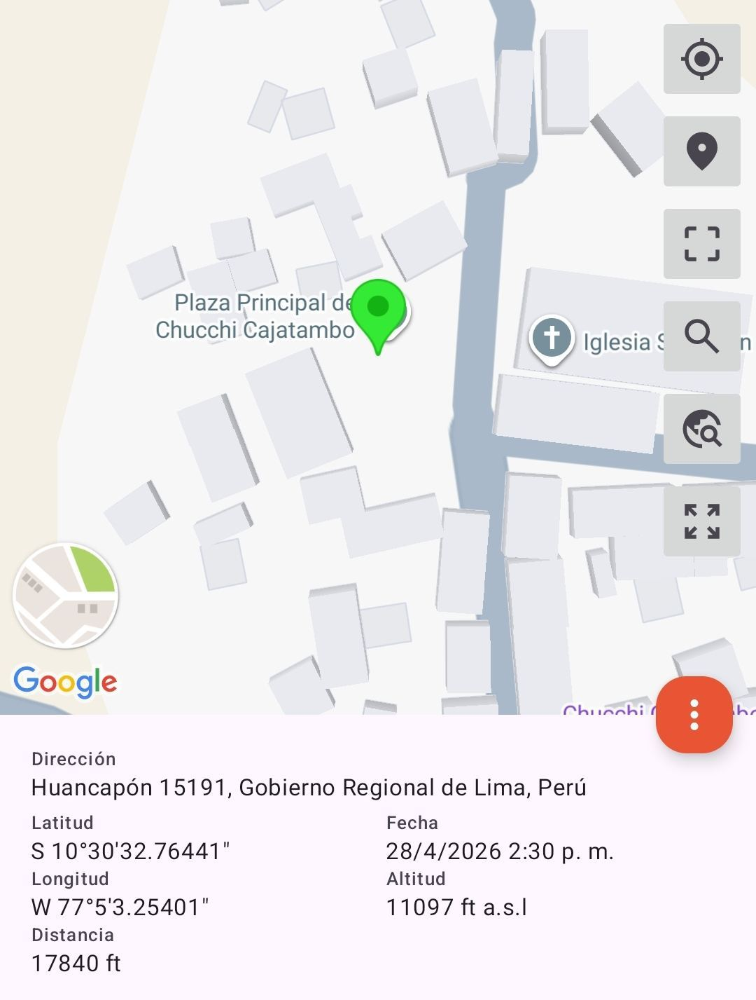 Plaza Principal de
Chucchi Cajatambo
Iglesia S
n
Google
Chucchi
Dirección
Huancapón 15191, Gobierno Regional de Lima, Perú
Latitud
S 10°30'32.76441"
Fecha
28/4/2026 2:30 p. m.
Longitud
W 77°5'3.25401"
Altitud
11097 ft a.s.l
Distancia
17840 ft